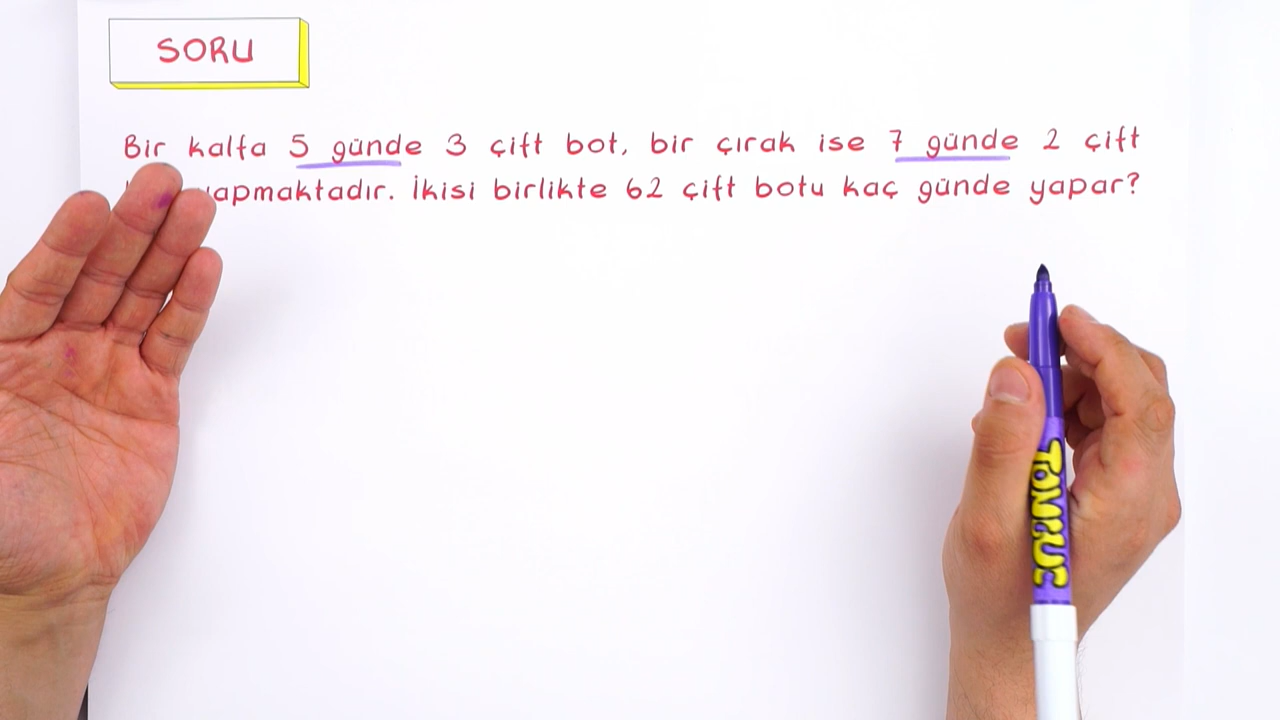 SORU
Bir kalfa 5 günde 3 çift bot, bir çırak ise 7 günde 2 çift
yapmaktadır. İkisi birlikte 62 çift botu kaç günde yapar?
TONGUÇ